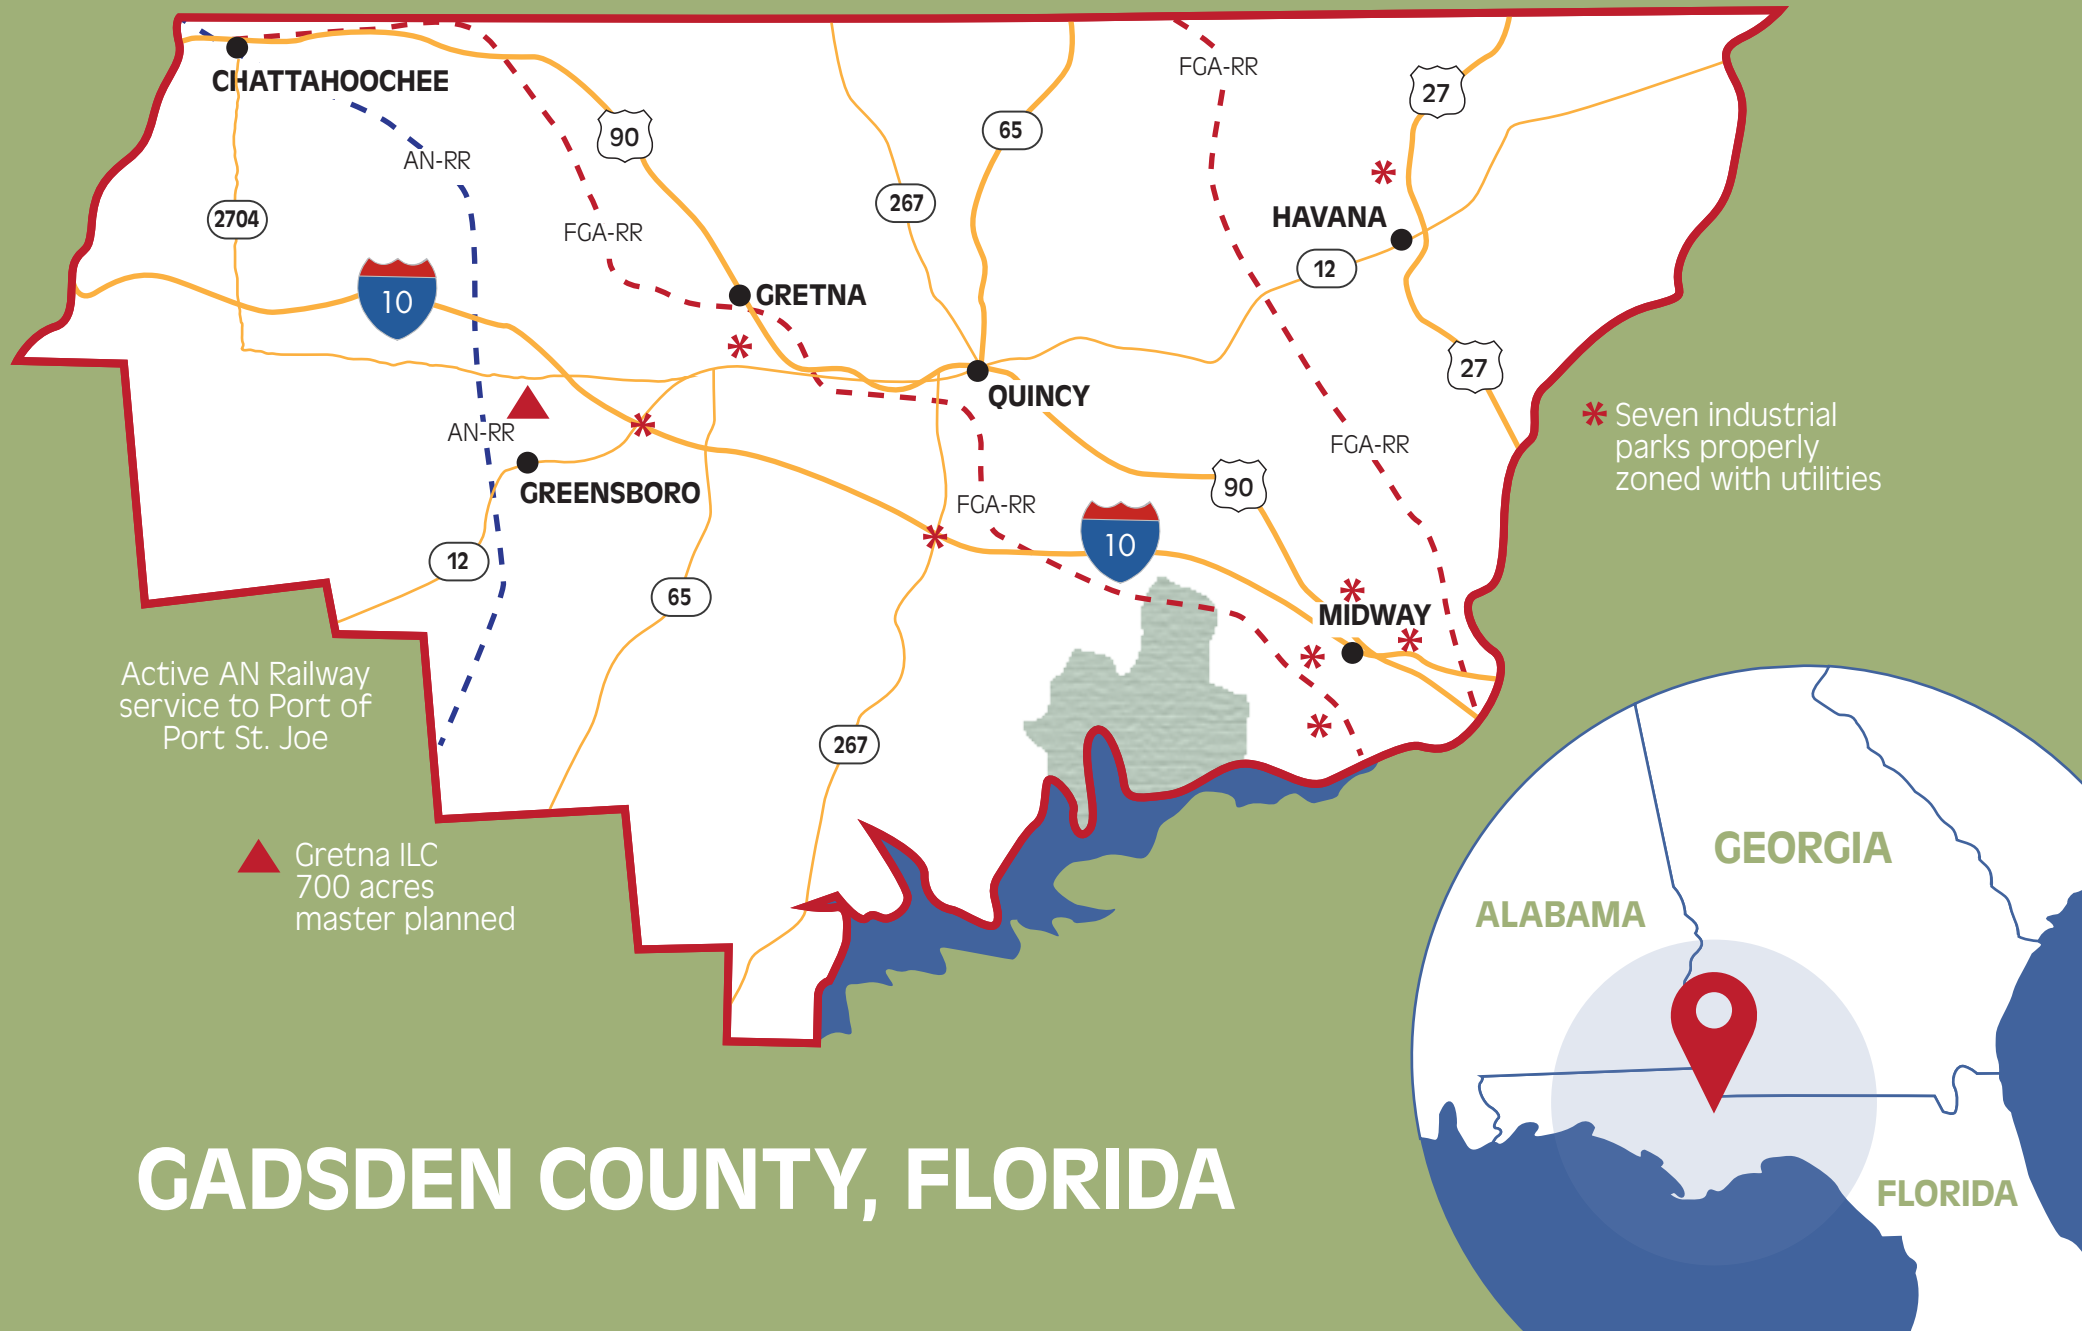 CHATTAHOOCHEE
FGA-RR
27
90
65
AN-RR
267
2704
HAVANA
FGA-RR
12
10
GRETNA
27
QUINCY
Seven industrial
parks properly
zoned with utilities
AN-RR
FGA-RR
GREENSBORO
90
FGA-RR
10
12
65
MIDWAY
Active AN Railway
service to Port of
Port St. Joe
267
Gretna ILC
700 acres
master planned
GEORGIA
ALABAMA
FLORIDA
GADSDEN COUNTY, FLORIDA